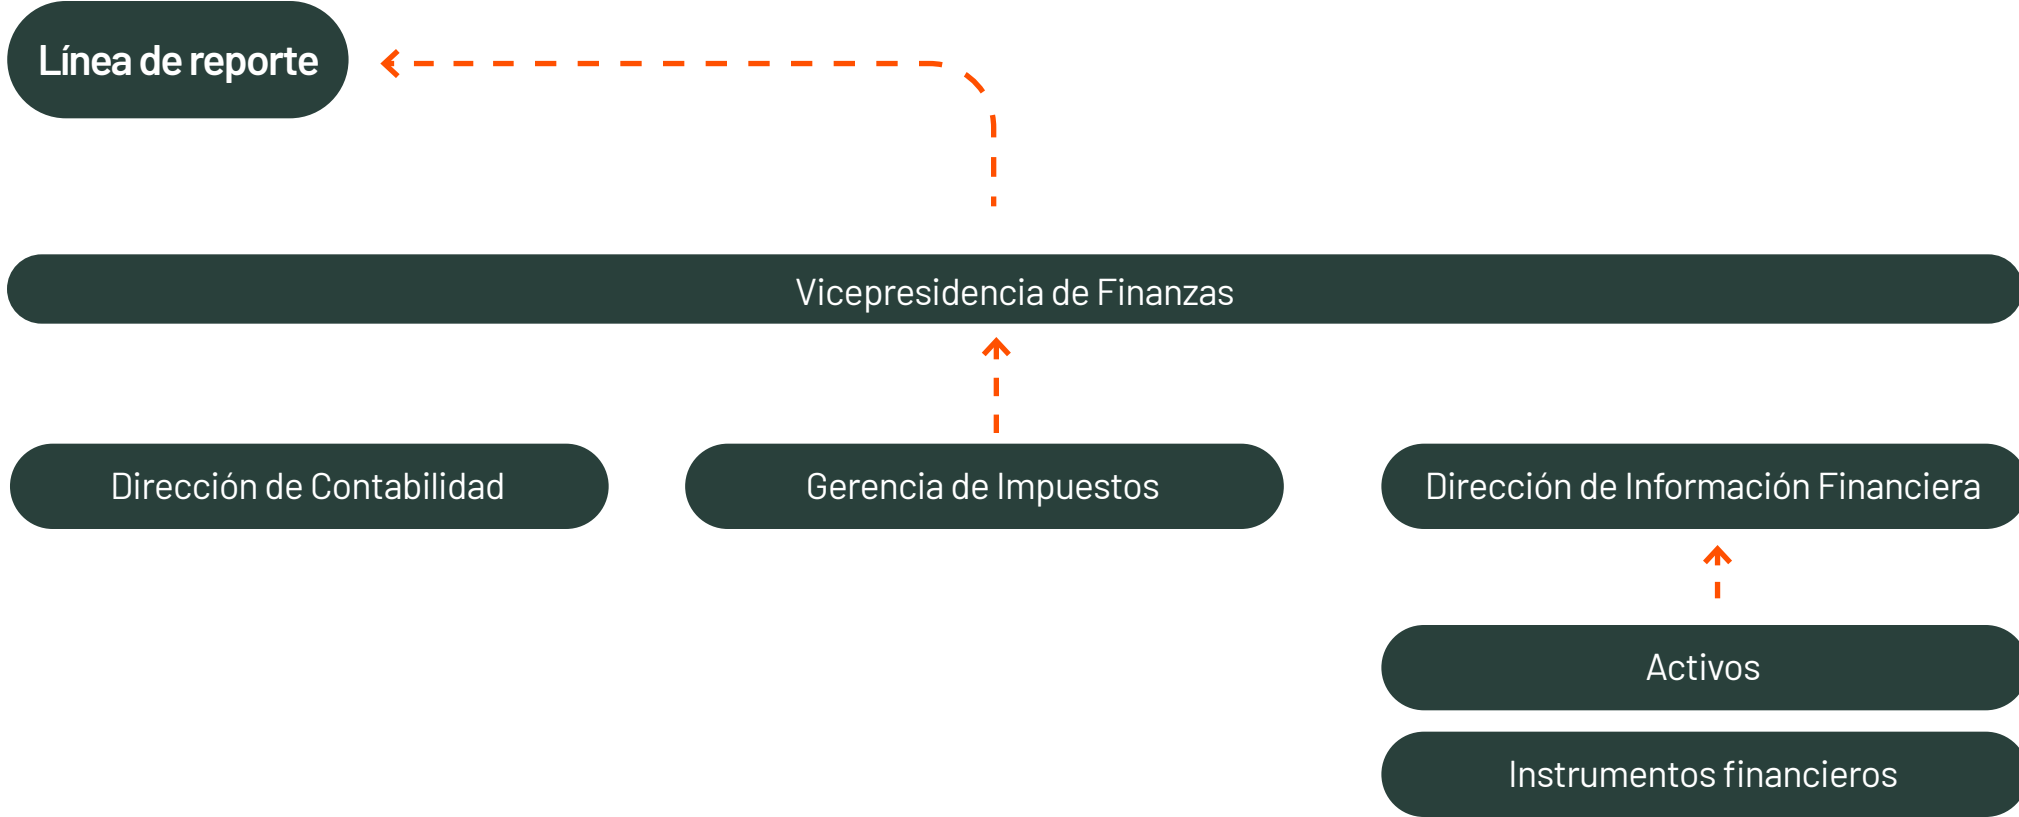 Línea de reporte
Vicepresidencia de Finanzas
Dirección de Contabilidad
Gerencia de Impuestos
Dirección de Información Financiera
Activos
Instrumentos financieros